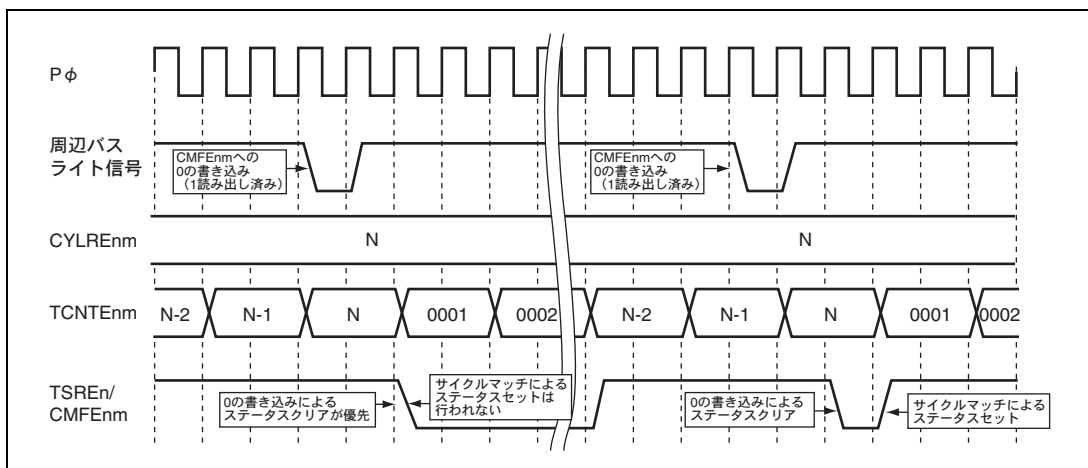 Pφ
周辺バス
ライト信号
CMFEnmへの
0の書き込み
（1読み出し済み）
CMFEnmへの
0の書き込み
（1読み出し済み）
CYLREnm
N
N
TCNTEnm
N-2
N-1
N
0001
0002
N-2
N-1
N
0001
0002
TSREn/
CMFEnm
0の書き込みによる
ステータスクリアが優先
サイクルマッチによる
ステータスセットは
行われない
0の書き込みによる
ステータスクリア
サイクルマッチによる
ステータスセット